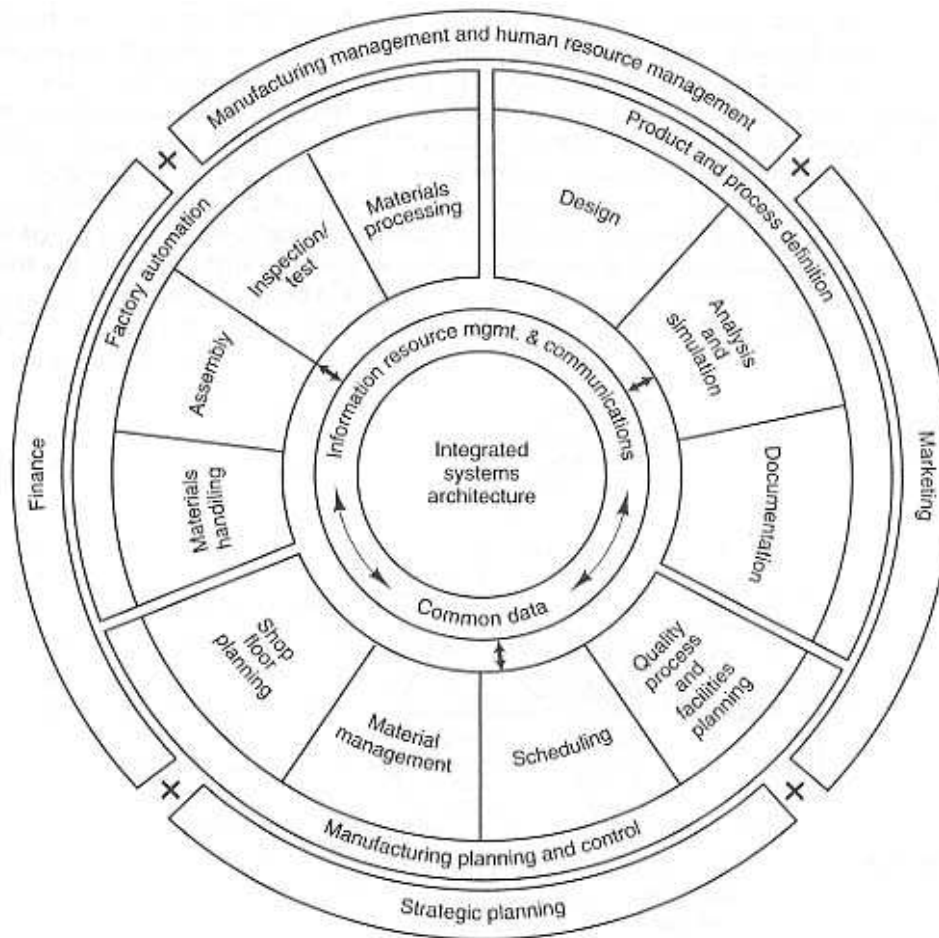 Manufacturing management and human resource management
Product and process definition
Factory automation
Materials
processing
Design
Inspection/
test
Analysis
and
simulation
Information resource mgmt. & communications
Assembly
Integrated
systems
architecture
Finance
Marketing
Materials
handiling
Documentation
Common data
Shop
floor
planning
Quality
process
and
facilities
planning
Material
management
Scheduling
Manufacturing planning and control
Strategic planning